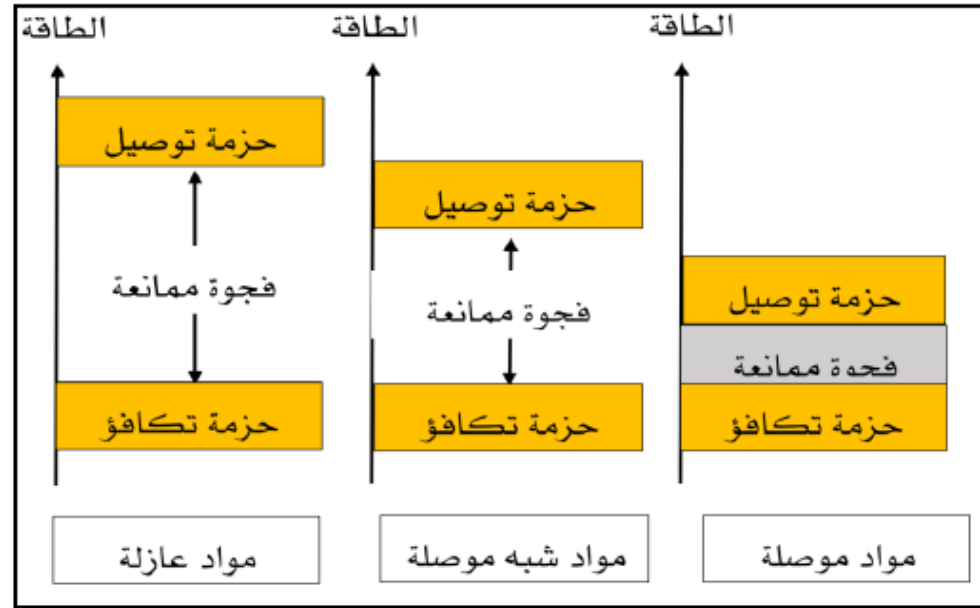 الطاقة
الطاقة
الطاقة
حزمة توصيل
حزمة توصيل
حزمة توصيل
فجوة ممانعة
فجوة ممانعة
فجوة ممانعة
حزمة تكافؤ
حزمة تكافؤ
حزمة تكافؤ
مواد موصلة
مواد شبه موصلة
مواد عازلة